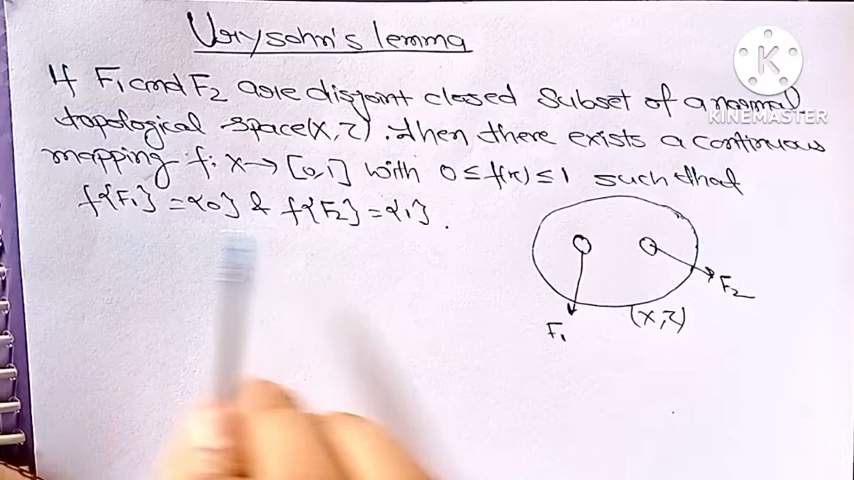 Urysohn's lemma
If F₁ and F₂ are disjoint closed subset of a normal
topological space (X,τ). then there exists a continuous
mapping f: X → [0,1] with 0 ≤ f(x) ≤ 1 such that
f{F₁} = {0} & f{F₂} = {1}.
F₂
F₁
(X,τ)
K
KINEMASTER